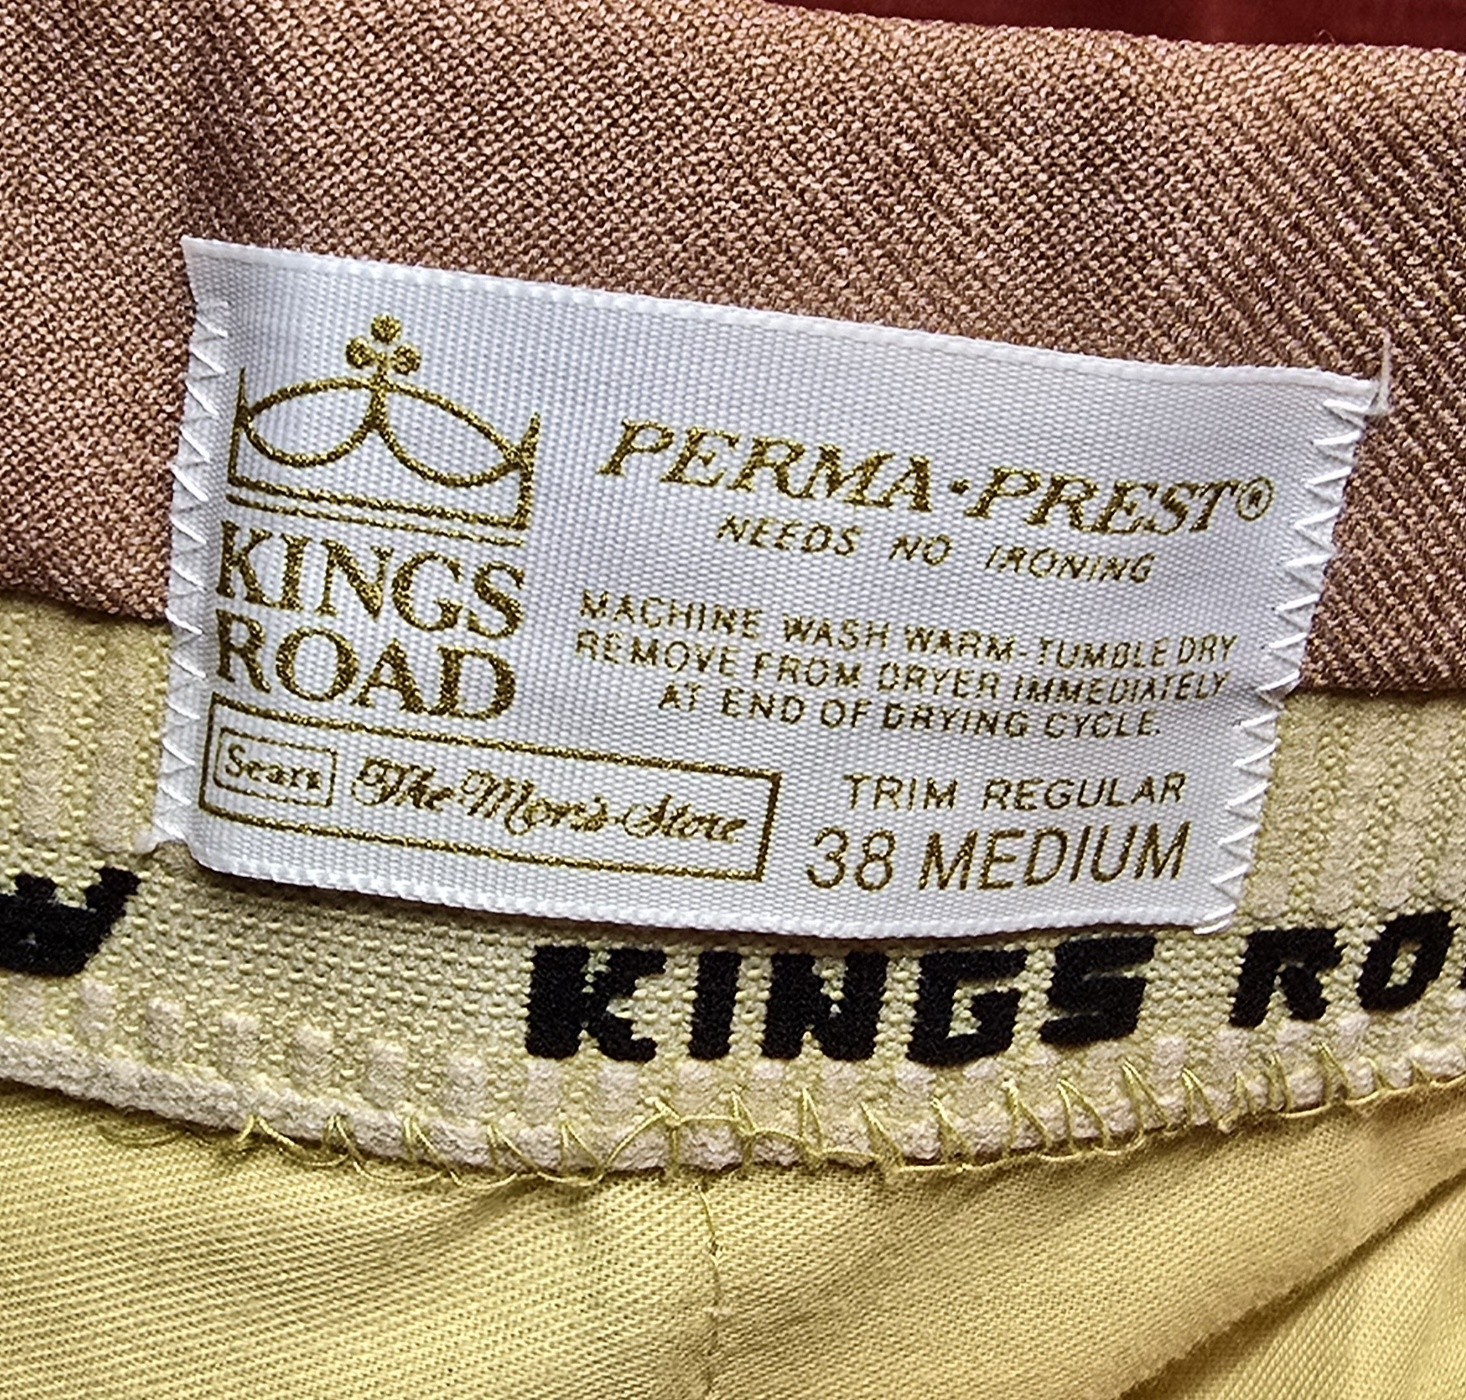 PERMA·PREST®
NEEDS NO IRONING
MACHINE WASH WARM-TUMBLE DRY
REMOVE FROM DRYER IMMEDIATELY
AT END OF DRYING CYCLE.
KINGS
ROAD
Sears The Men's Store
TRIM REGULAR
38 MEDIUM
KINGS RO